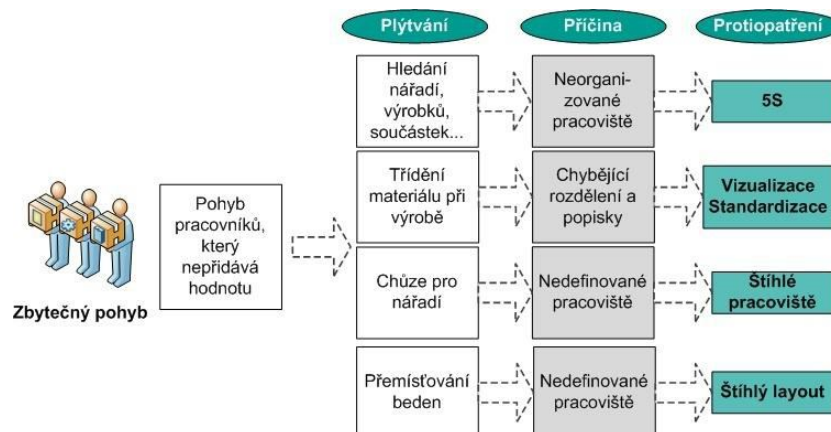 Plýtvání
Příčina
Protiopatření
Hledání
nářadí,
výrobků,
součástek...
Neorgani-
zované
pracoviště
5S
Třídění
materiálu při
výrobě
Chybějící
rozdělení a
popisky
Vizualizace
Standardizace
Pohyb
pracovníků,
který
nepřidává
hodnotu
Zbytečný pohyb
Chůze pro
nářadí
Nedefinované
pracoviště
Štíhlé
pracoviště
Přemísťování
beden
Nedefinované
pracoviště
Štíhlý layout